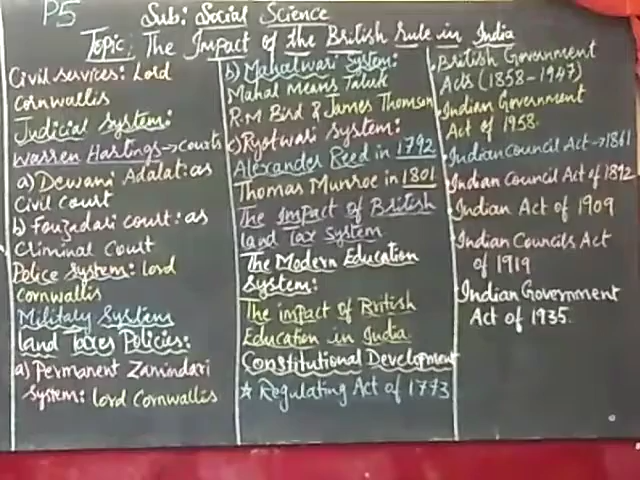 P5
Sub: Social Science
Topic: The Impact of the British Rule in India
Civil services: Lord
Cornwallis
Judicial System:
Warren Hartings→Courts
a) Dewani Adalat: as
Civil Court
b) Fouzadari court: as
Criminal Court
Police System: lord
cornwallis
Military System
land Taxes Policies:
a) Permanent Zamindari
System: lord Cornwallis
b) Mahalwari System:
Mahal Means Taluk
R.M Bird & James Thomson
c) Ryotwari System:
Alexander Reed in 1792
Thomas Munroe in 1801
The Impact of British
land Tax System
The Modern Education
System:
The impact of British
Education in India
Constitutional Development
☆ Regulating Act of 1773
British Government
Acts (1858-1947)
Indian Government
Act of 1958.
Indian Council Act→1861
Indian Council Act of 1892
Indian Act of 1909
Indian Councils Act
of 1919
Indian Government
Act of 1935.